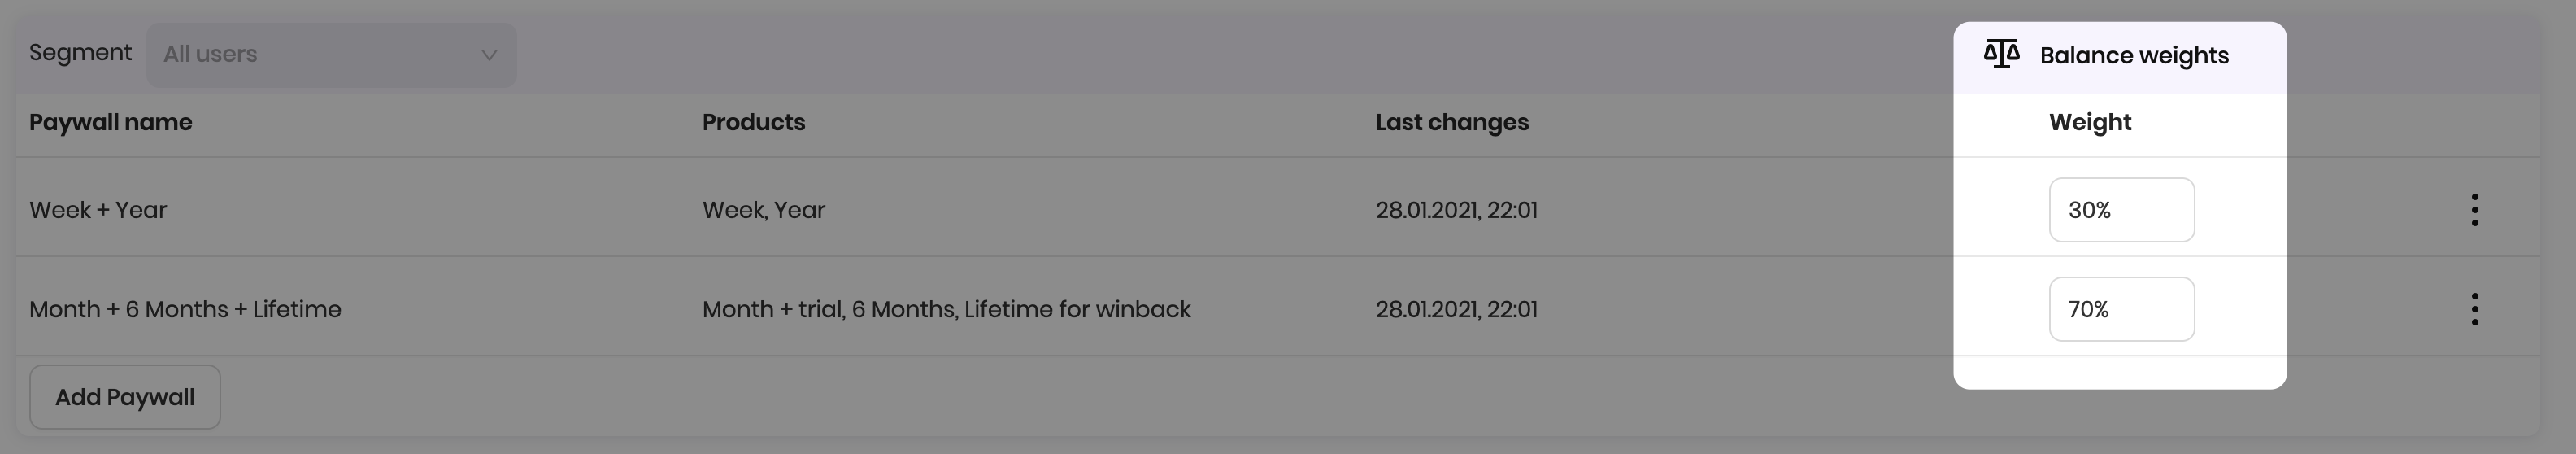 Segment All users Balance weights
Paywall name Products Last changes Weight
Week + Year Week, Year 28.01.2021, 22:01 30%
Month + 6 Months + Lifetime Month + trial, 6 Months, Lifetime for winback 28.01.2021, 22:01 70%
Add Paywall